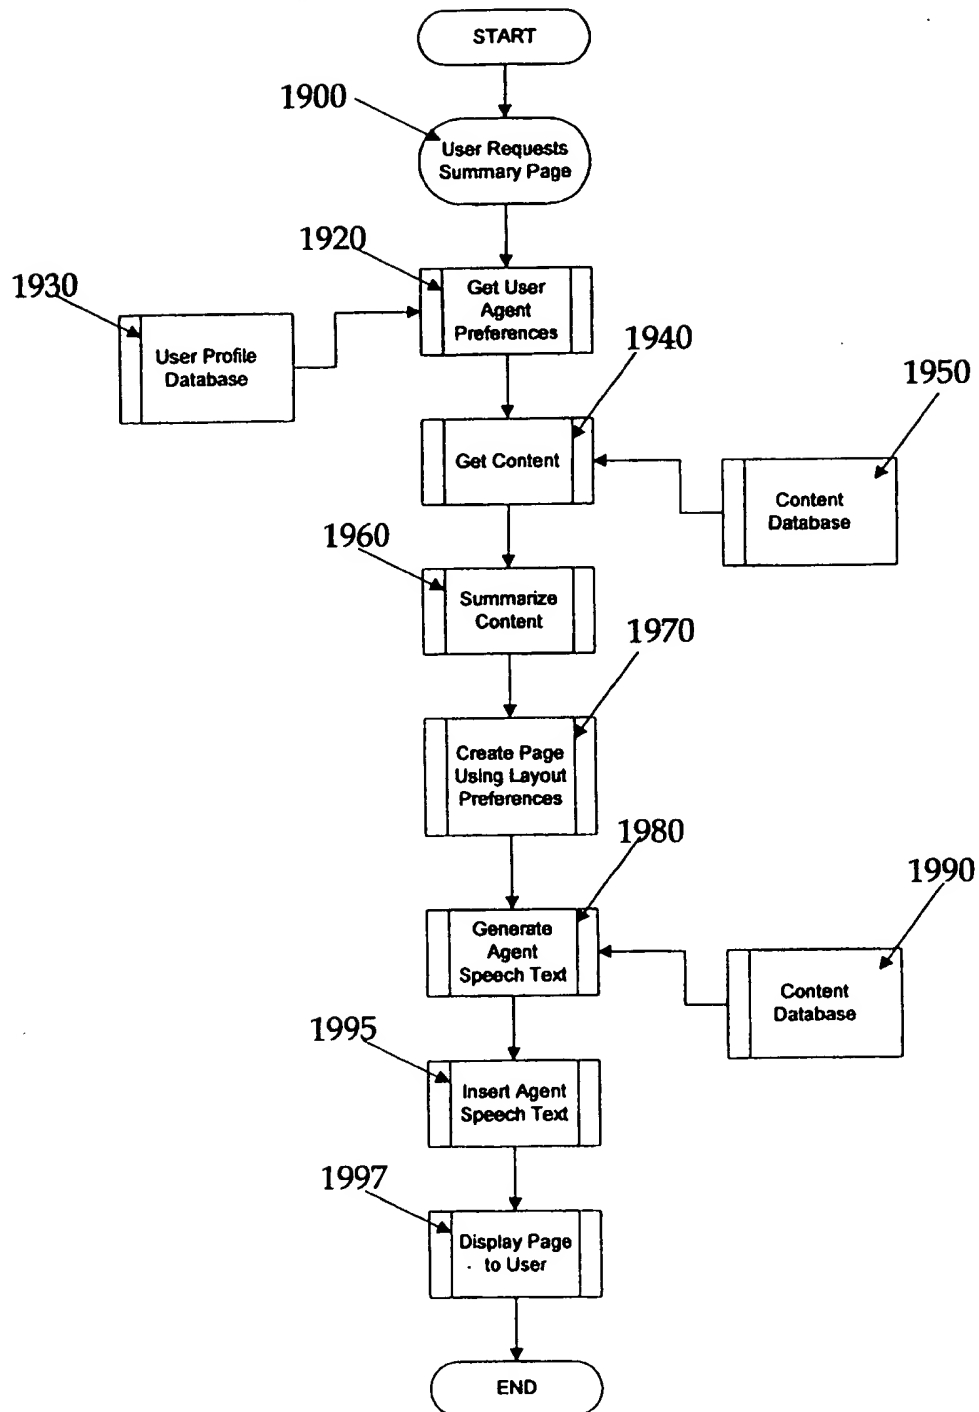 START
1900
User Requests
Summary Page
1920
Get User
Agent
Preferences
1930
User Profile
Database
1940
Get Content
1950
Content
Database
1960
Summarize
Content
1970
Create Page
Using Layout
Preferences
1980
Generate
Agent
Speech Text
1990
Content
Database
1995
Insert Agent
Speech Text
1997
Display Page
to User
END